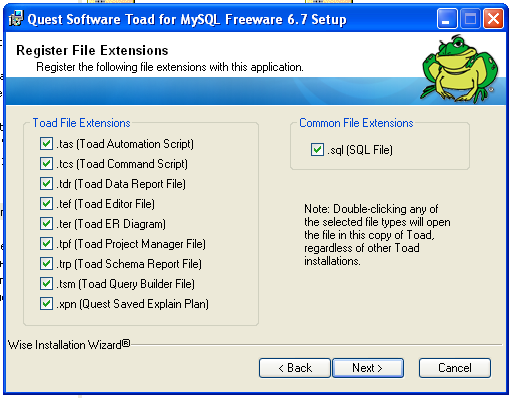 Quest Software Toad for MySQL Freeware 6.7 Setup
Register File Extensions
Register the following file extensions with this application.
Toad File Extensions
.tas (Toad Automation Script)
.tcs (Toad Command Script)
.tdr (Toad Data Report File)
.tef (Toad Editor File)
.ter (Toad ER Diagram)
.tpf (Toad Project Manager File)
.trp (Toad Schema Report File)
.tsm (Toad Query Builder File)
.xpn (Quest Saved Explain Plan)
Common File Extensions
.sql (SQL File)
Note: Double-clicking any of
the selected file types will open
the file in this copy of Toad,
regardless of other Toad
installations.
Wise Installation Wizard®
< Back
Next >
Cancel